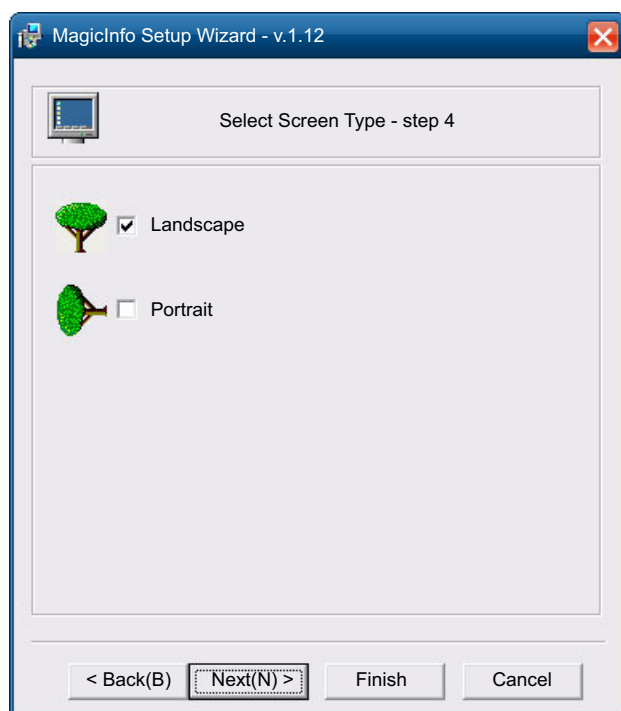 MagicInfo Setup Wizard - v.1.12
Select Screen Type - step 4
Landscape
Portrait
< Back(B) Next(N) > Finish Cancel